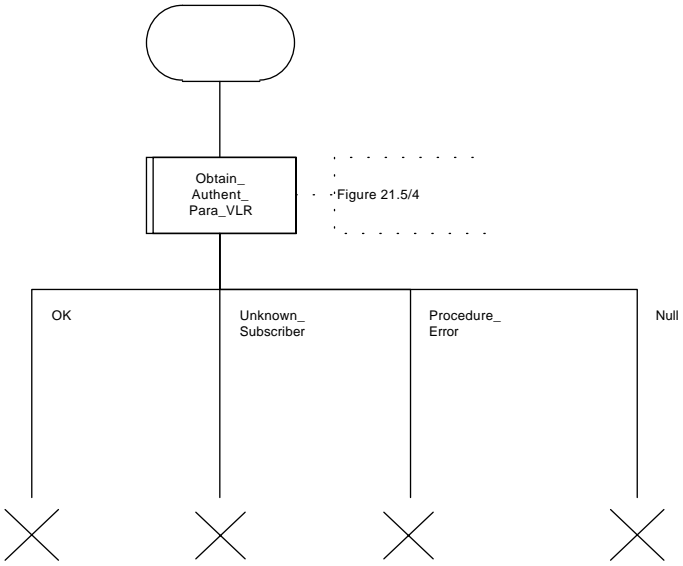 Obtain_
Authent_
Para_VLR
Figure 21.5/4
OK
Unknown_
Subscriber
Procedure_
Error
Null